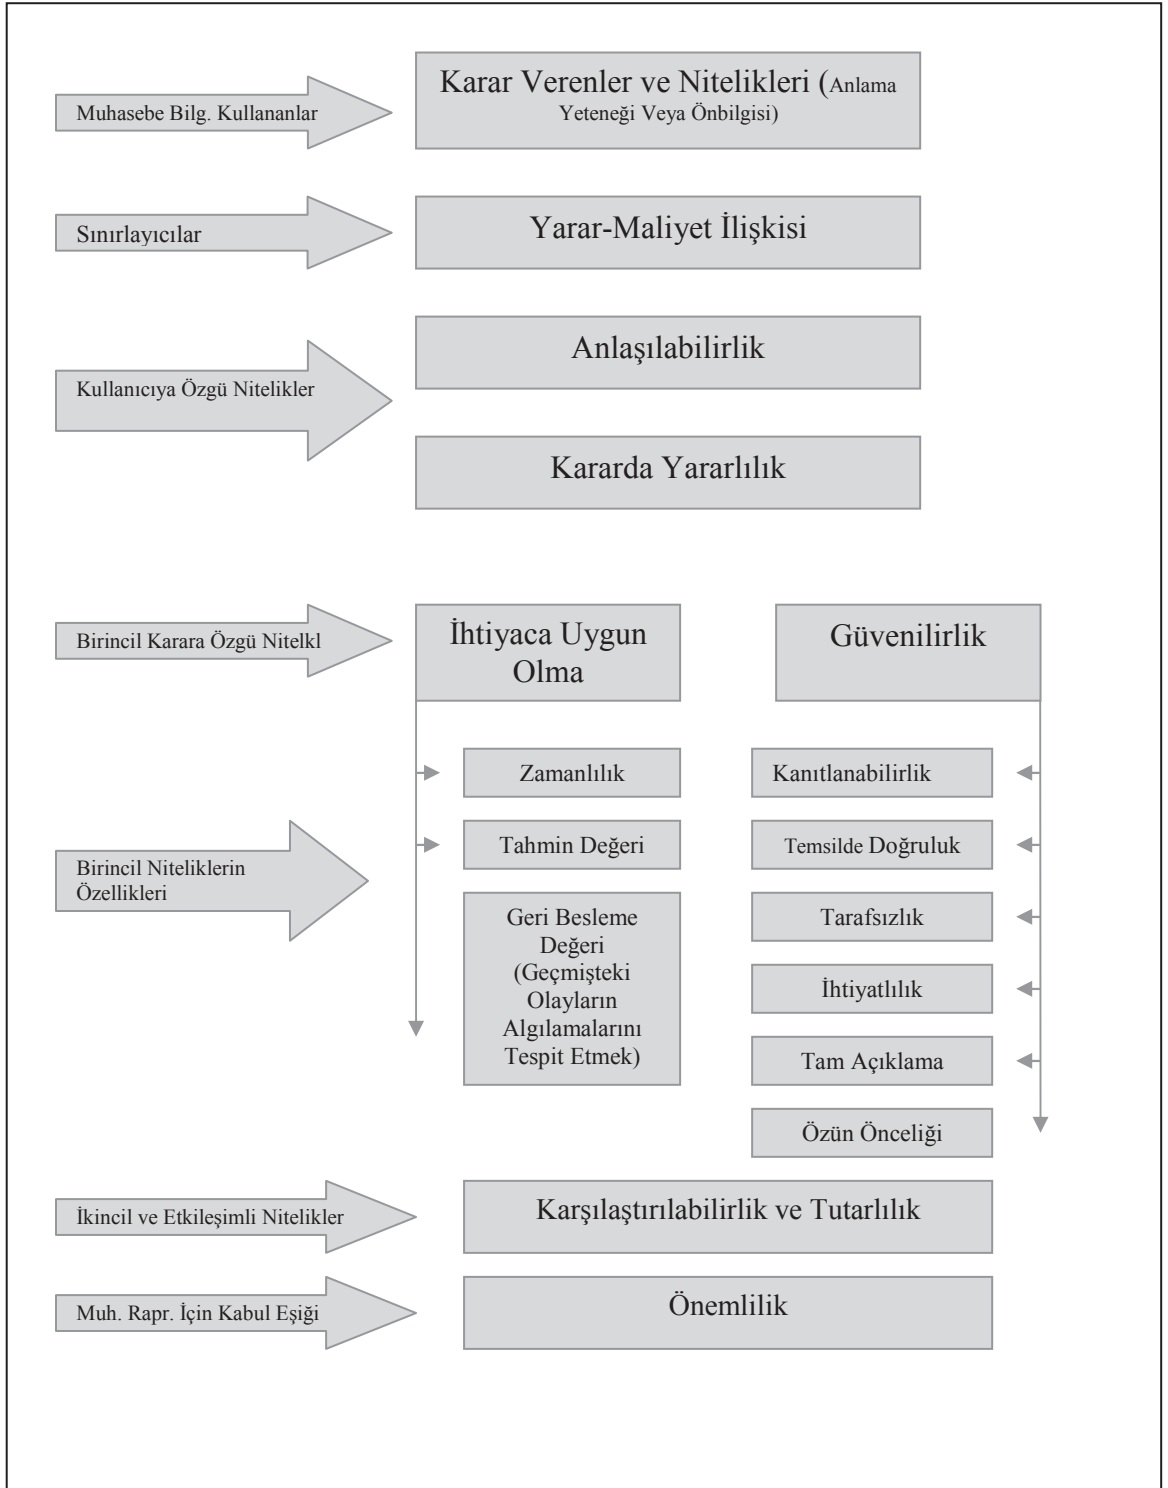 Muhasebe Bilg. Kullananlar
Karar Verenler ve Nitelikleri (Anlama
Yeteneği Veya Önbilgisi)
Sınırlayıcılar
Yarar-Maliyet İlişkisi
Kullanıcıya Özgü Nitelikler
Anlaşılabilirlik
Kararda Yararlılık
Birincil Karara Özgü Nitelkl
İhtiyaca Uygun
Olma
Güvenilirlik
Birincil Niteliklerin
Özellikleri
Zamanlılık
Tahmin Değeri
Geri Besleme
Değeri
(Geçmişteki
Olayların
Algılamalarını
Tespit Etmek)
Kanıtlanabilirlik
Temsilde Doğruluk
Tarafsızlık
İhtiyatlılık
Tam Açıklama
Özün Önceliği
İkincil ve Etkileşimli Nitelikler
Karşılaştırılabilirlik ve Tutarlılık
Muh. Rapr. İçin Kabul Eşiği
Önemlilik